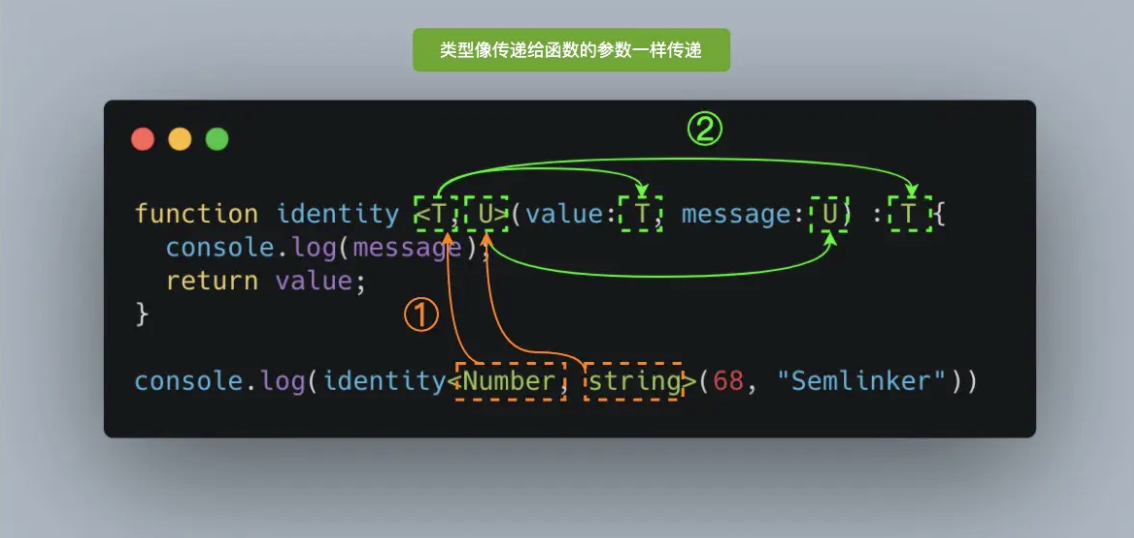 类型像传递给函数的参数一样传递
②
function identity <T, U>(value: T, message: U) : T {
  console.log(message);
  return value;
}
①
console.log(identity<Number, string>(68, "Semlinker"))